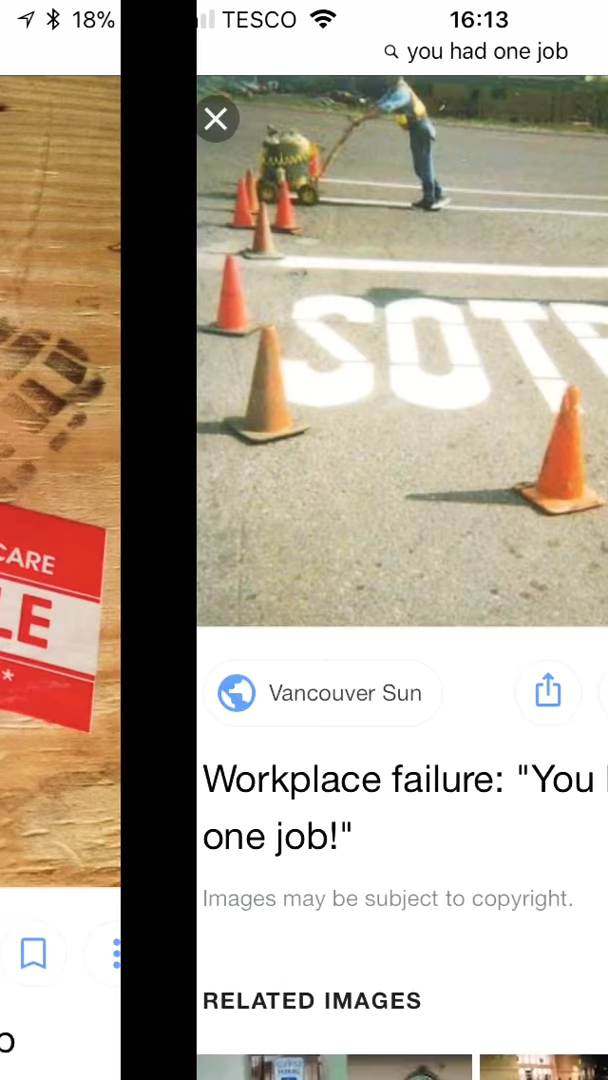 18%
CARE
LE
*
TESCO
16:13
you had one job
SOTP
Vancouver Sun
Workplace failure: "You
one job!"
Images may be subject to copyright.
RELATED IMAGES